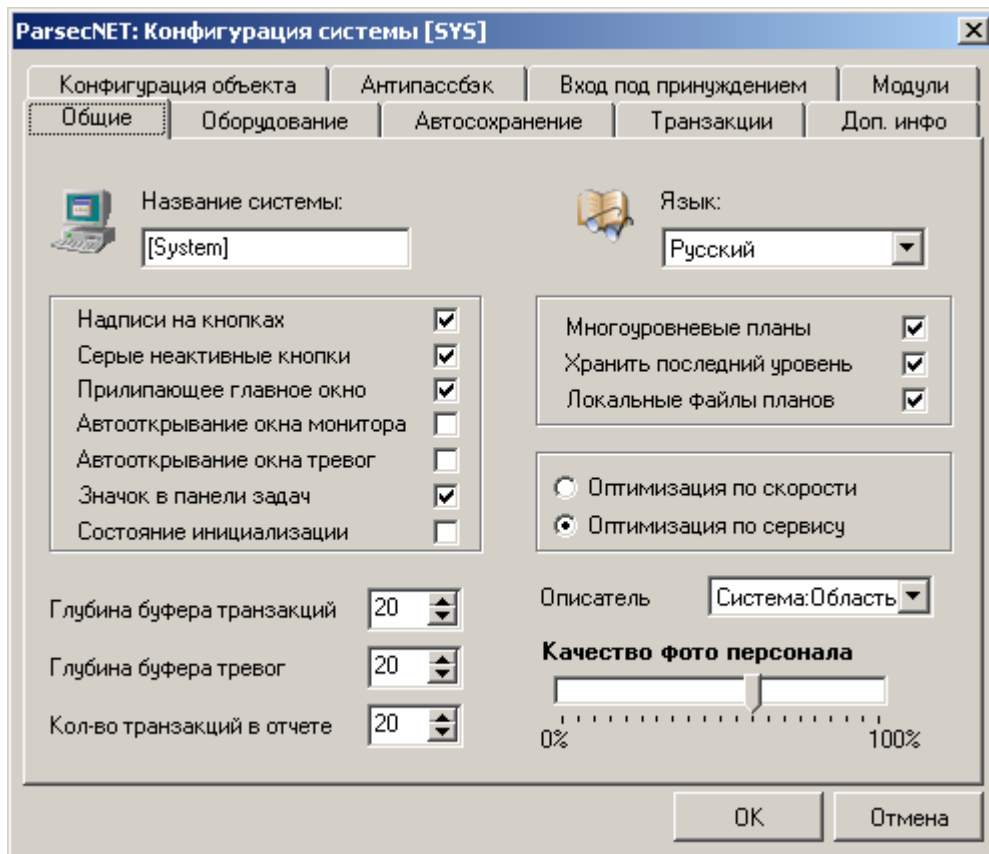 ParsecNET: Конфигурация системы [SYS]
Конфигурация объекта
Антипассбэк
Вход под принуждением
Модули
Общие
Оборудование
Автосохранение
Транзакции
Доп. инфо
Название системы:
[System]
Язык:
Русский
Надписи на кнопках
Серые неактивные кнопки
Прилипающее главное окно
Автооткрывание окна монитора
Автооткрывание окна тревог
Значок в панели задач
Состояние инициализации
Многоуровневые планы
Хранить последний уровень
Локальные файлы планов
Оптимизация по скорости
Оптимизация по сервису
Глубина буфера транзакций
20
Глубина буфера тревог
20
Кол-во транзакций в отчете
20
Описатель
Система:Область
Качество фото персонала
0%
100%
OK
Отмена